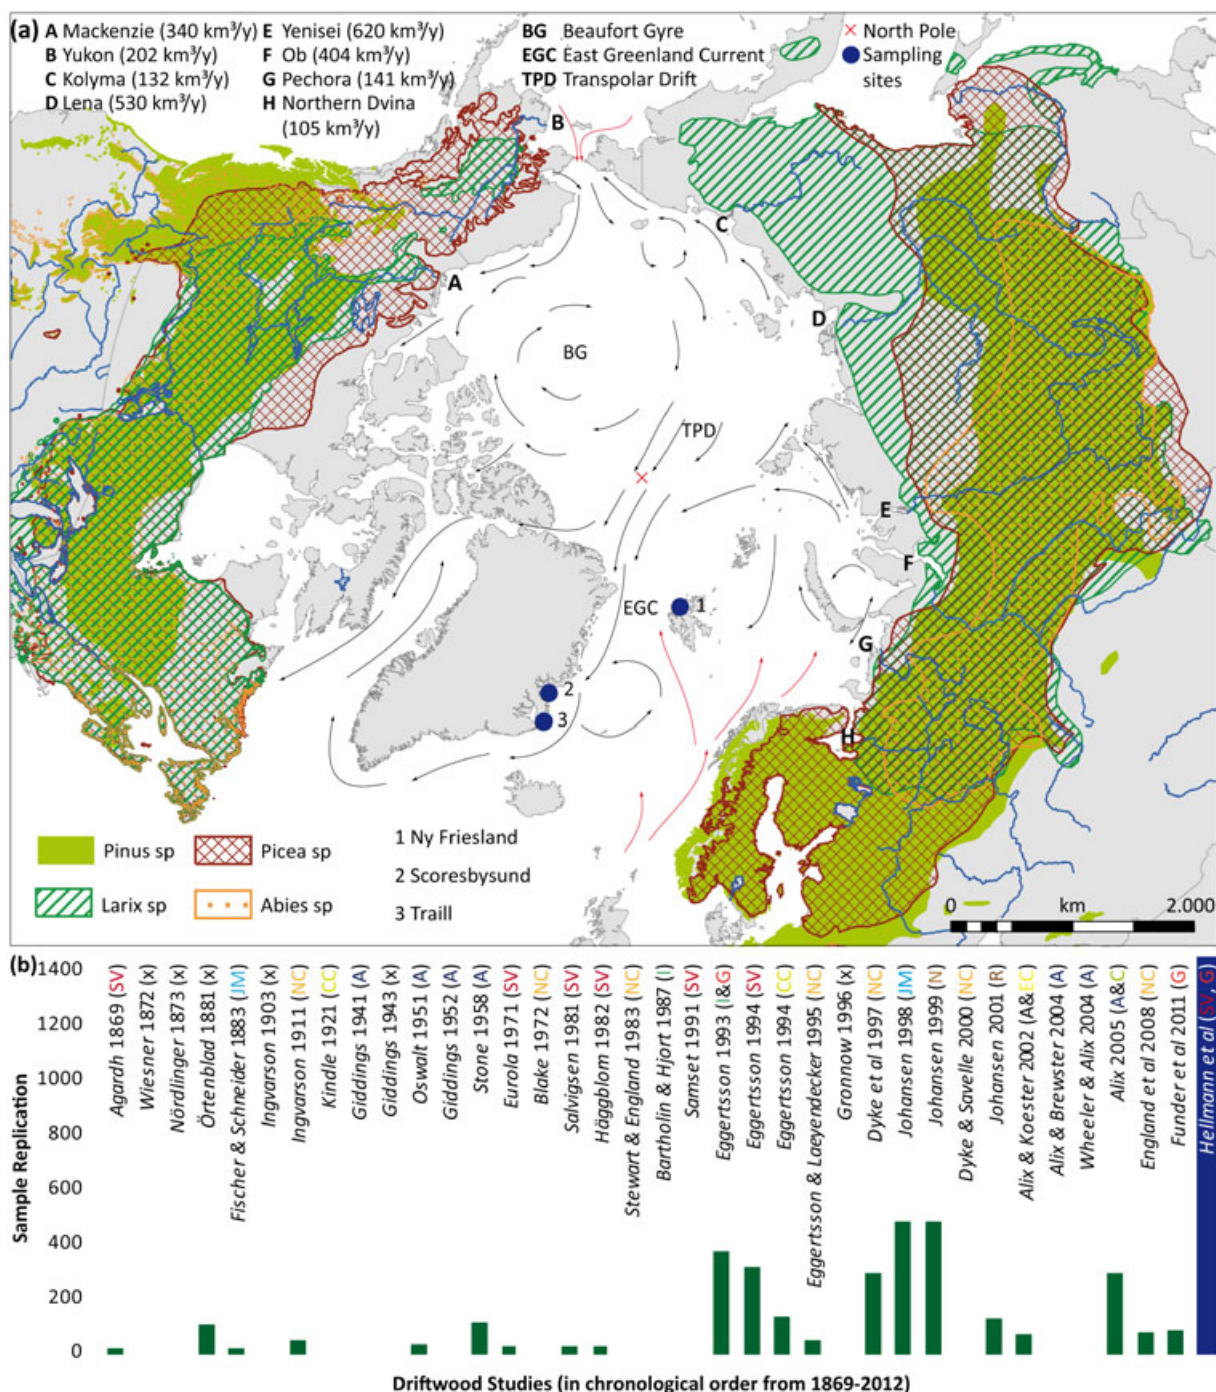 (a)
A Mackenzie (340 km³/y)
B Yukon (202 km³/y)
C Kolyma (132 km³/y)
D Lena (530 km³/y)
E Yenisei (620 km³/y)
F Ob (404 km³/y)
G Pechora (141 km³/y)
H Northern Dvina
(105 km³/y)
BG Beaufort Gyre
EGC East Greenland Current
TPD Transpolar Drift
North Pole
Sampling
sites
B
C
A
D
BG
TPD
E
F
EGC
1
G
2
3
H
Pinus sp
Picea sp
Larix sp
Abies sp
1 Ny Friesland
2 Scoresbysund
3 Traill
0 km 2.000
(b)
1400
1200
1000
800
600
400
200
0
Sample Replication
Agardh 1869 (SV)
Wiesner 1872 (x)
Nördlinger 1873 (x)
Örtenblad 1881 (x)
Fischer & Schneider 1883 (JM)
Ingvarson 1903 (x)
Ingvarson 1911 (NC)
Kindle 1921 (CC)
Giddings 1941 (A)
Giddings 1943 (x)
Oswalt 1951 (A)
Giddings 1952 (A)
Stone 1958 (A)
Eurola 1971 (SV)
Blake 1972 (NC)
Salvigsen 1981 (SV)
Häggblom 1982 (SV)
Stewart & England 1983 (NC)
Bartholin & Hjort 1987 (I)
Samset 1991 (SV)
Eggertsson 1993 (I&G)
Eggertsson 1994 (SV)
Eggertsson 1994 (CC)
Eggertsson & Laeyendecker 1995 (NC)
Gronnow 1996 (x)
Dyke et al 1997 (NC)
Johansen 1998 (JM)
Johansen 1999 (N)
Dyke & Savelle 2000 (NC)
Johansen 2001 (R)
Alix & Koester 2002 (A&EC)
Alix & Brewster 2004 (A)
Wheeler & Alix 2004 (A)
Alix 2005 (A&C)
England et al 2008 (NC)
Funder et al 2011 (G)
Hellmann et al (SV, G)
Driftwood Studies (in chronological order from 1869-2012)